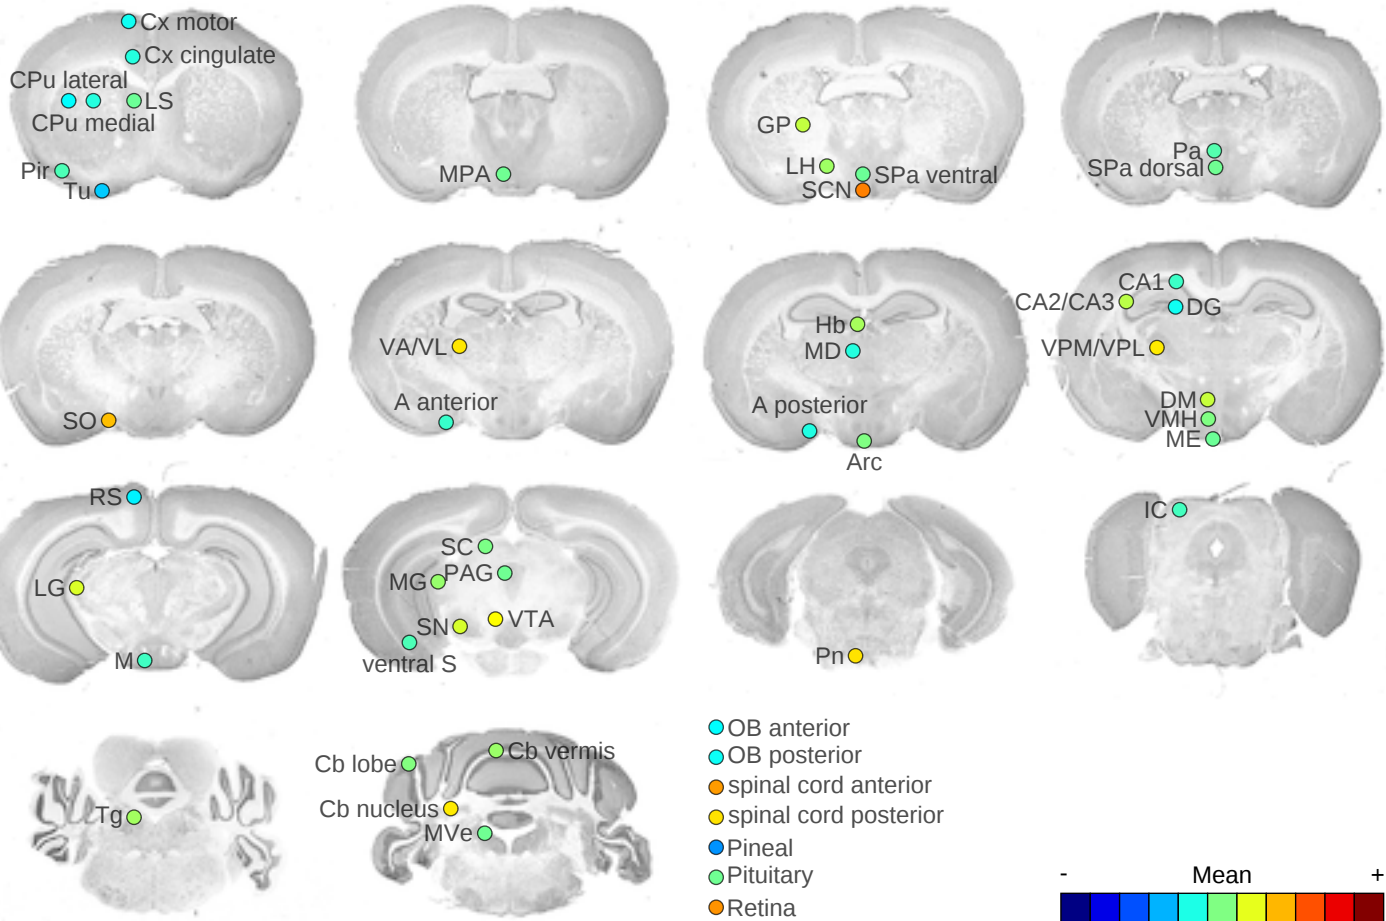 Cx motor
Cx cingulate
CPu lateral
LS
CPu medial
Pir
Tu
MPA
GP
LH
SPa ventral
SCN
Pa
SPa dorsal
SO
VA/VL
A anterior
Hb
MD
A posterior
Arc
CA1
CA2/CA3
DG
VPM/VPL
DM
VMH
ME
RS
LG
M
SC
MG
PAG
SN
VTA
ventral S
Pn
IC
Tg
Cb lobe
Cb vermis
Cb nucleus
MVe
OB anterior
OB posterior
spinal cord anterior
spinal cord posterior
Pineal
Pituitary
Retina
- Mean +